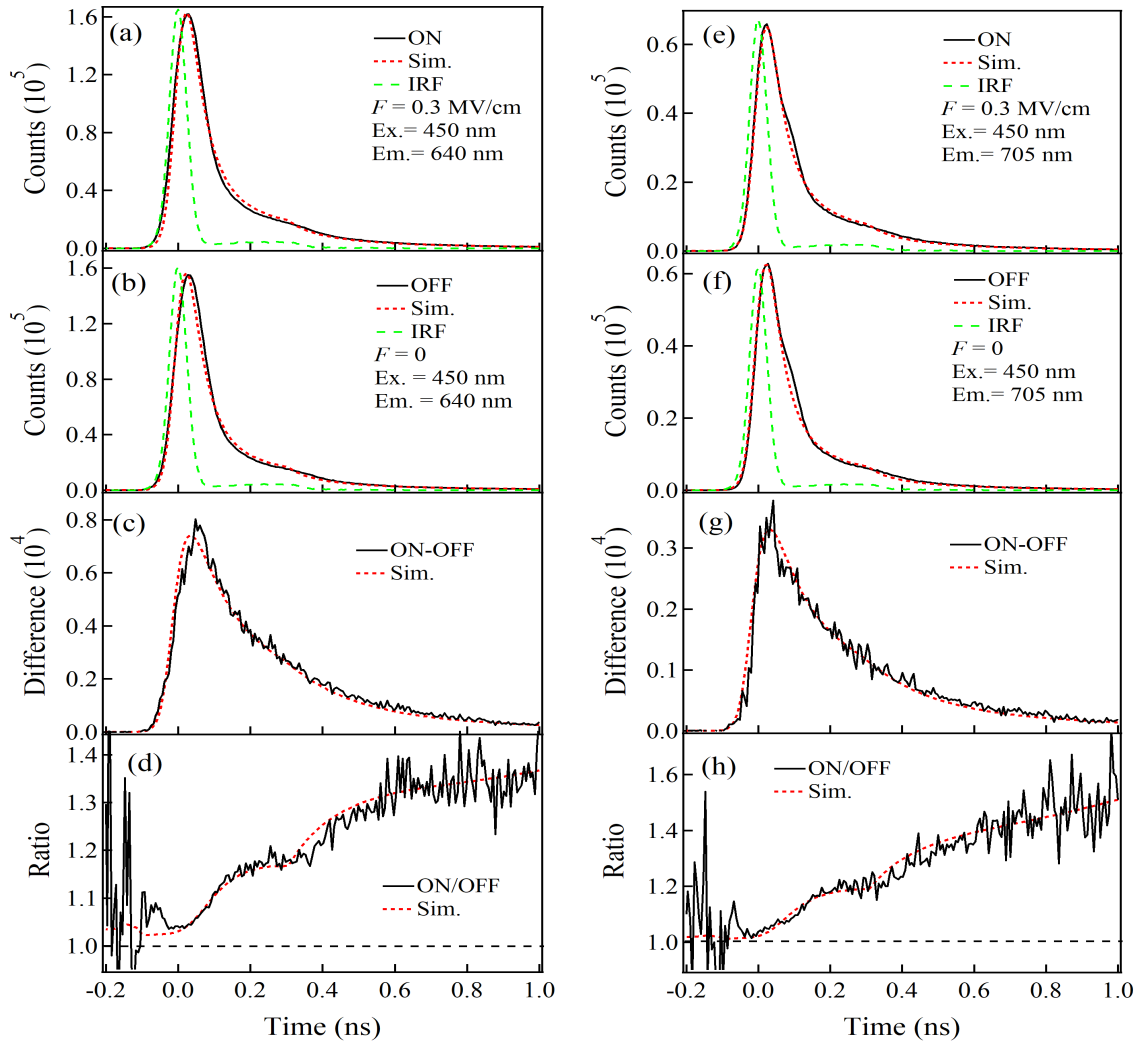 (a)
ON
Sim.
IRF
F = 0.3 MV/cm
Ex.= 450 nm
Em.= 640 nm
Counts (10^5)
1.6
1.2
0.8
0.4
0.0
(b)
OFF
Sim.
IRF
F = 0
Ex. = 450 nm
Em. = 640 nm
Counts (10^5)
1.6
1.2
0.8
0.4
0.0
(c)
ON-OFF
Sim.
Difference (10^4)
0.8
0.6
0.4
0.2
0.0
(d)
ON/OFF
Sim.
Ratio
1.4
1.3
1.2
1.1
1.0
-0.2 0.0 0.2 0.4 0.6 0.8 1.0
Time (ns)
(e)
ON
Sim.
IRF
F = 0.3 MV/cm
Ex.= 450 nm
Em.= 705 nm
Counts (10^5)
0.6
0.4
0.2
0.0
(f)
OFF
Sim.
IRF
F = 0
Ex.= 450 nm
Em.= 705 nm
Counts (10^5)
0.6
0.4
0.2
0.0
(g)
ON-OFF
Sim.
Difference (10^4)
0.3
0.2
0.1
0.0
(h)
ON/OFF
Sim.
Ratio
1.6
1.4
1.2
1.0
-0.2 0.0 0.2 0.4 0.6 0.8 1.0
Time (ns)